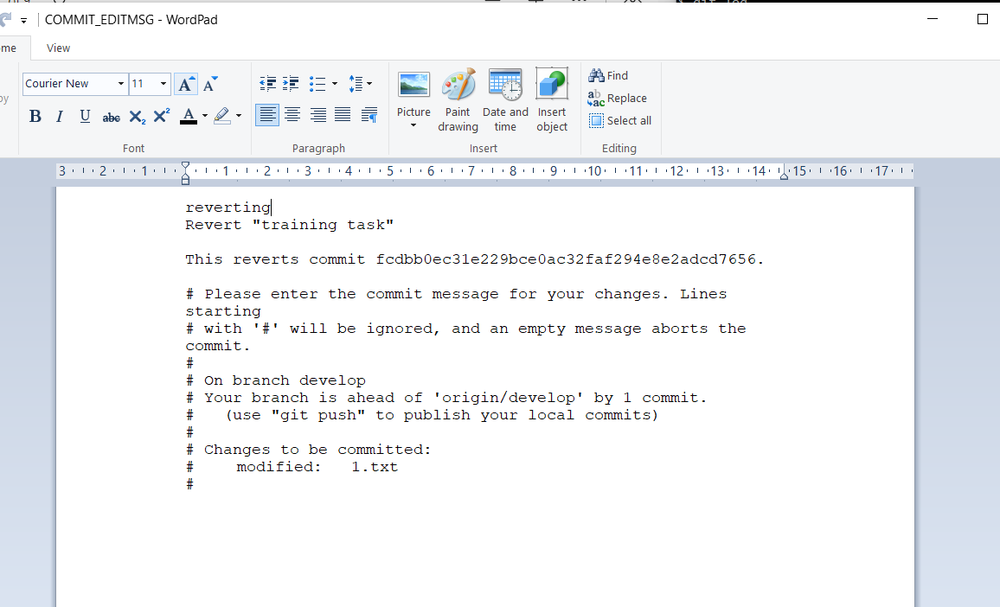 COMMIT_EDITMSG - WordPad
me
View
Courier New
11
A
A
Find
Replace
Select all
B I U abc X2 X2 A
Picture
Paint drawing
Date and time
Insert object
Font
Paragraph
Insert
Editing
3 2 1 1 2 3 4 5 6 7 8 9 10 11 12 13 14 15 16 17
reverting
Revert "training task"
This reverts commit fcdbb0ec31e229bce0ac32faf294e8e2adcd7656.
# Please enter the commit message for your changes. Lines
starting
# with '#' will be ignored, and an empty message aborts the
commit.
#
# On branch develop
# Your branch is ahead of 'origin/develop' by 1 commit.
#   (use "git push" to publish your local commits)
#
# Changes to be committed:
#     modified:   1.txt
#